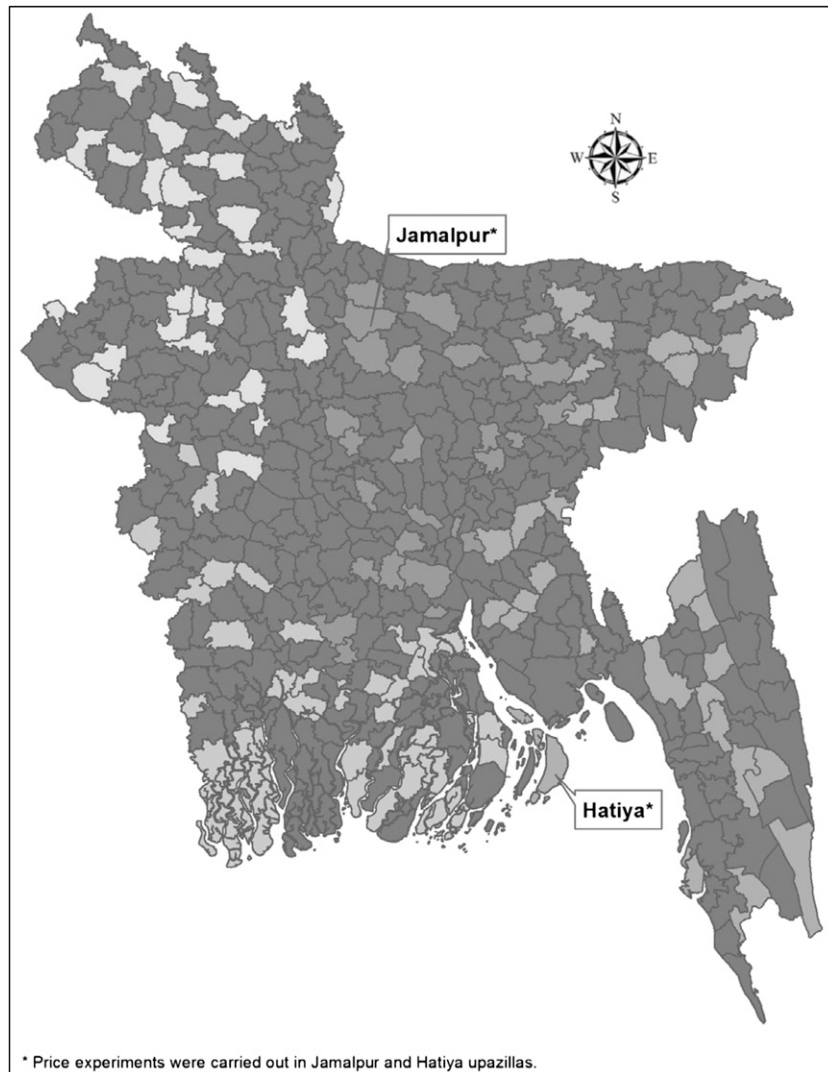 N
W E
S
Jamalpur*
Hatiya*
* Price experiments were carried out in Jamalpur and Hatiya upazillas.